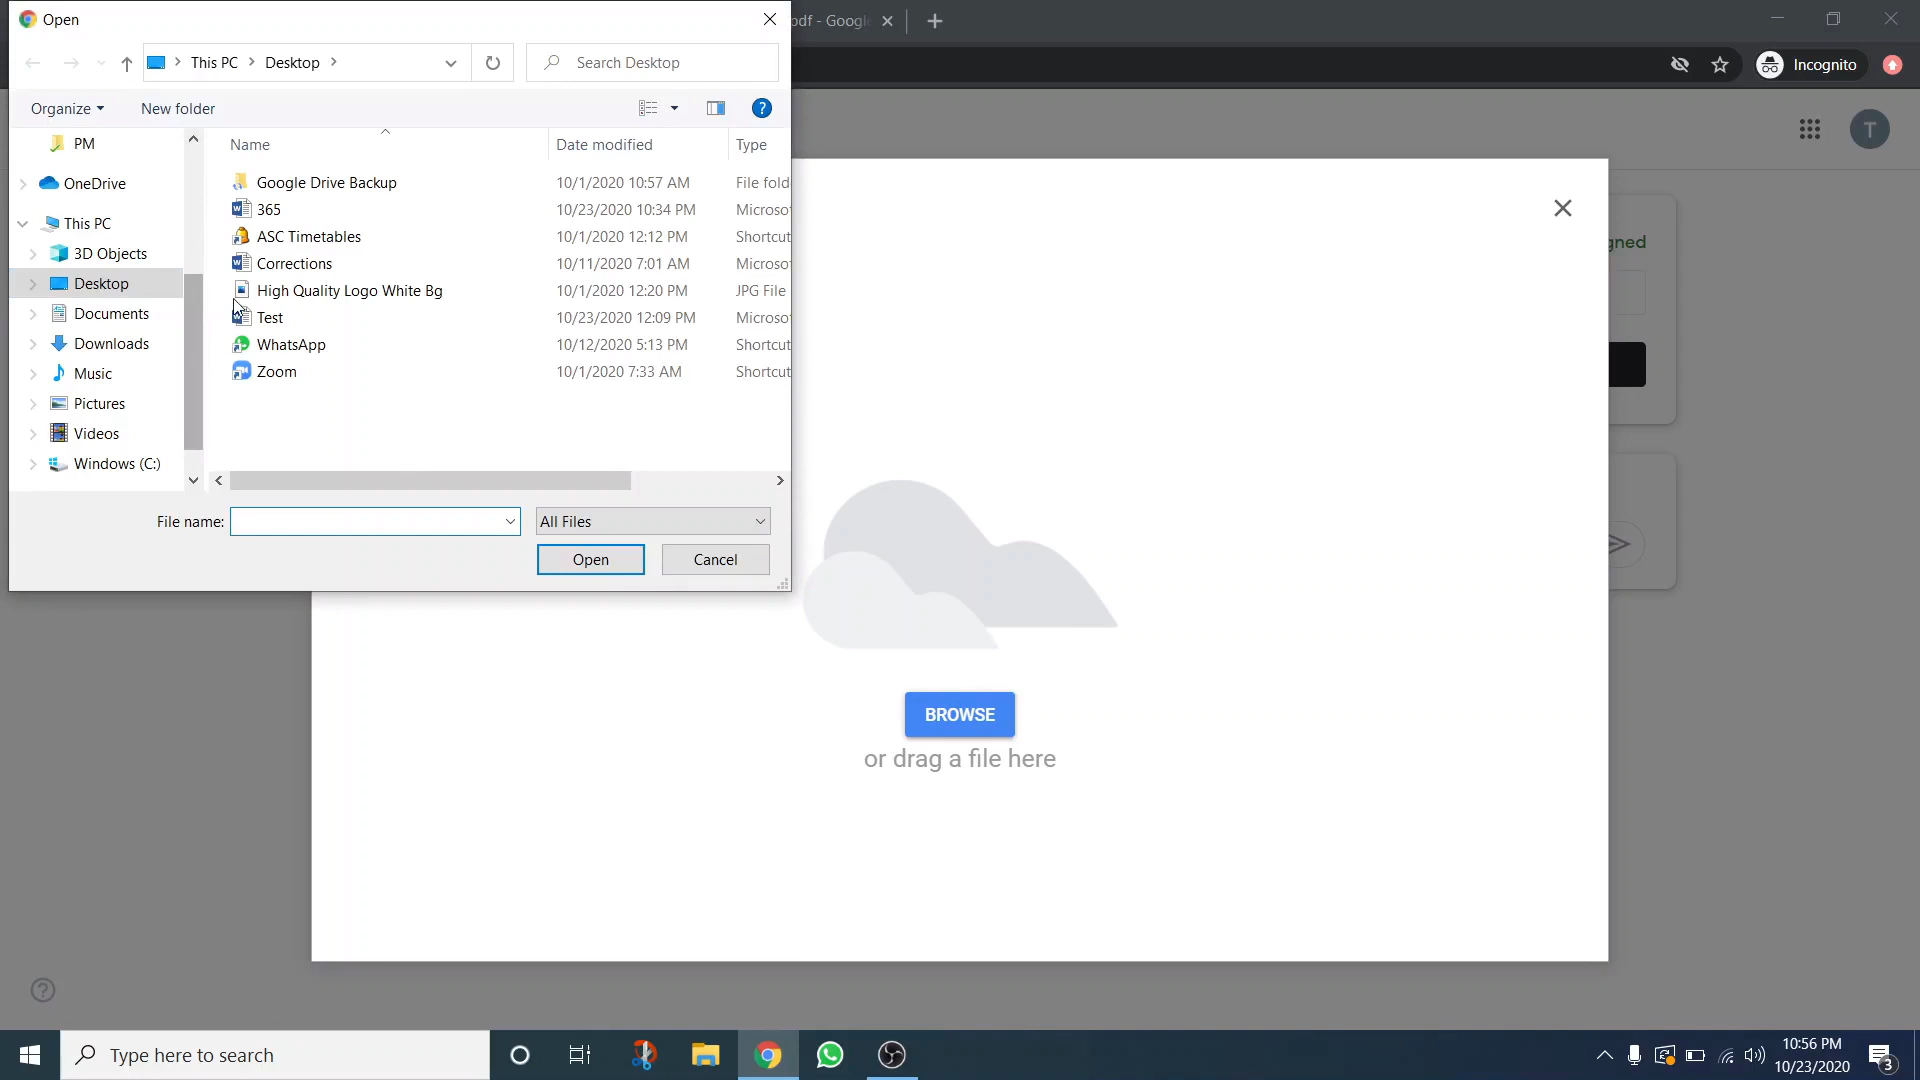 Open
pdf - Google
Incognito
This PC
Desktop
Search Desktop
Organize
New folder
T
Name
Date modified
Type
PM
OneDrive
This PC
3D Objects
Desktop
Documents
Downloads
Music
Pictures
Videos
Windows (C:)
Google Drive Backup 10/1/2020 10:57 AM File fold
365 10/23/2020 10:34 PM Microso
ASC Timetables 10/1/2020 12:12 PM Shortcut
Corrections 10/11/2020 7:01 AM Microso
High Quality Logo White Bg 10/1/2020 12:20 PM JPG File
Test 10/23/2020 12:09 PM Microso
WhatsApp 10/12/2020 5:13 PM Shortcut
Zoom 10/1/2020 7:33 AM Shortcut
File name:
All Files
Open
Cancel
gned
BROWSE
or drag a file here
Type here to search
10:56 PM
10/23/2020
3